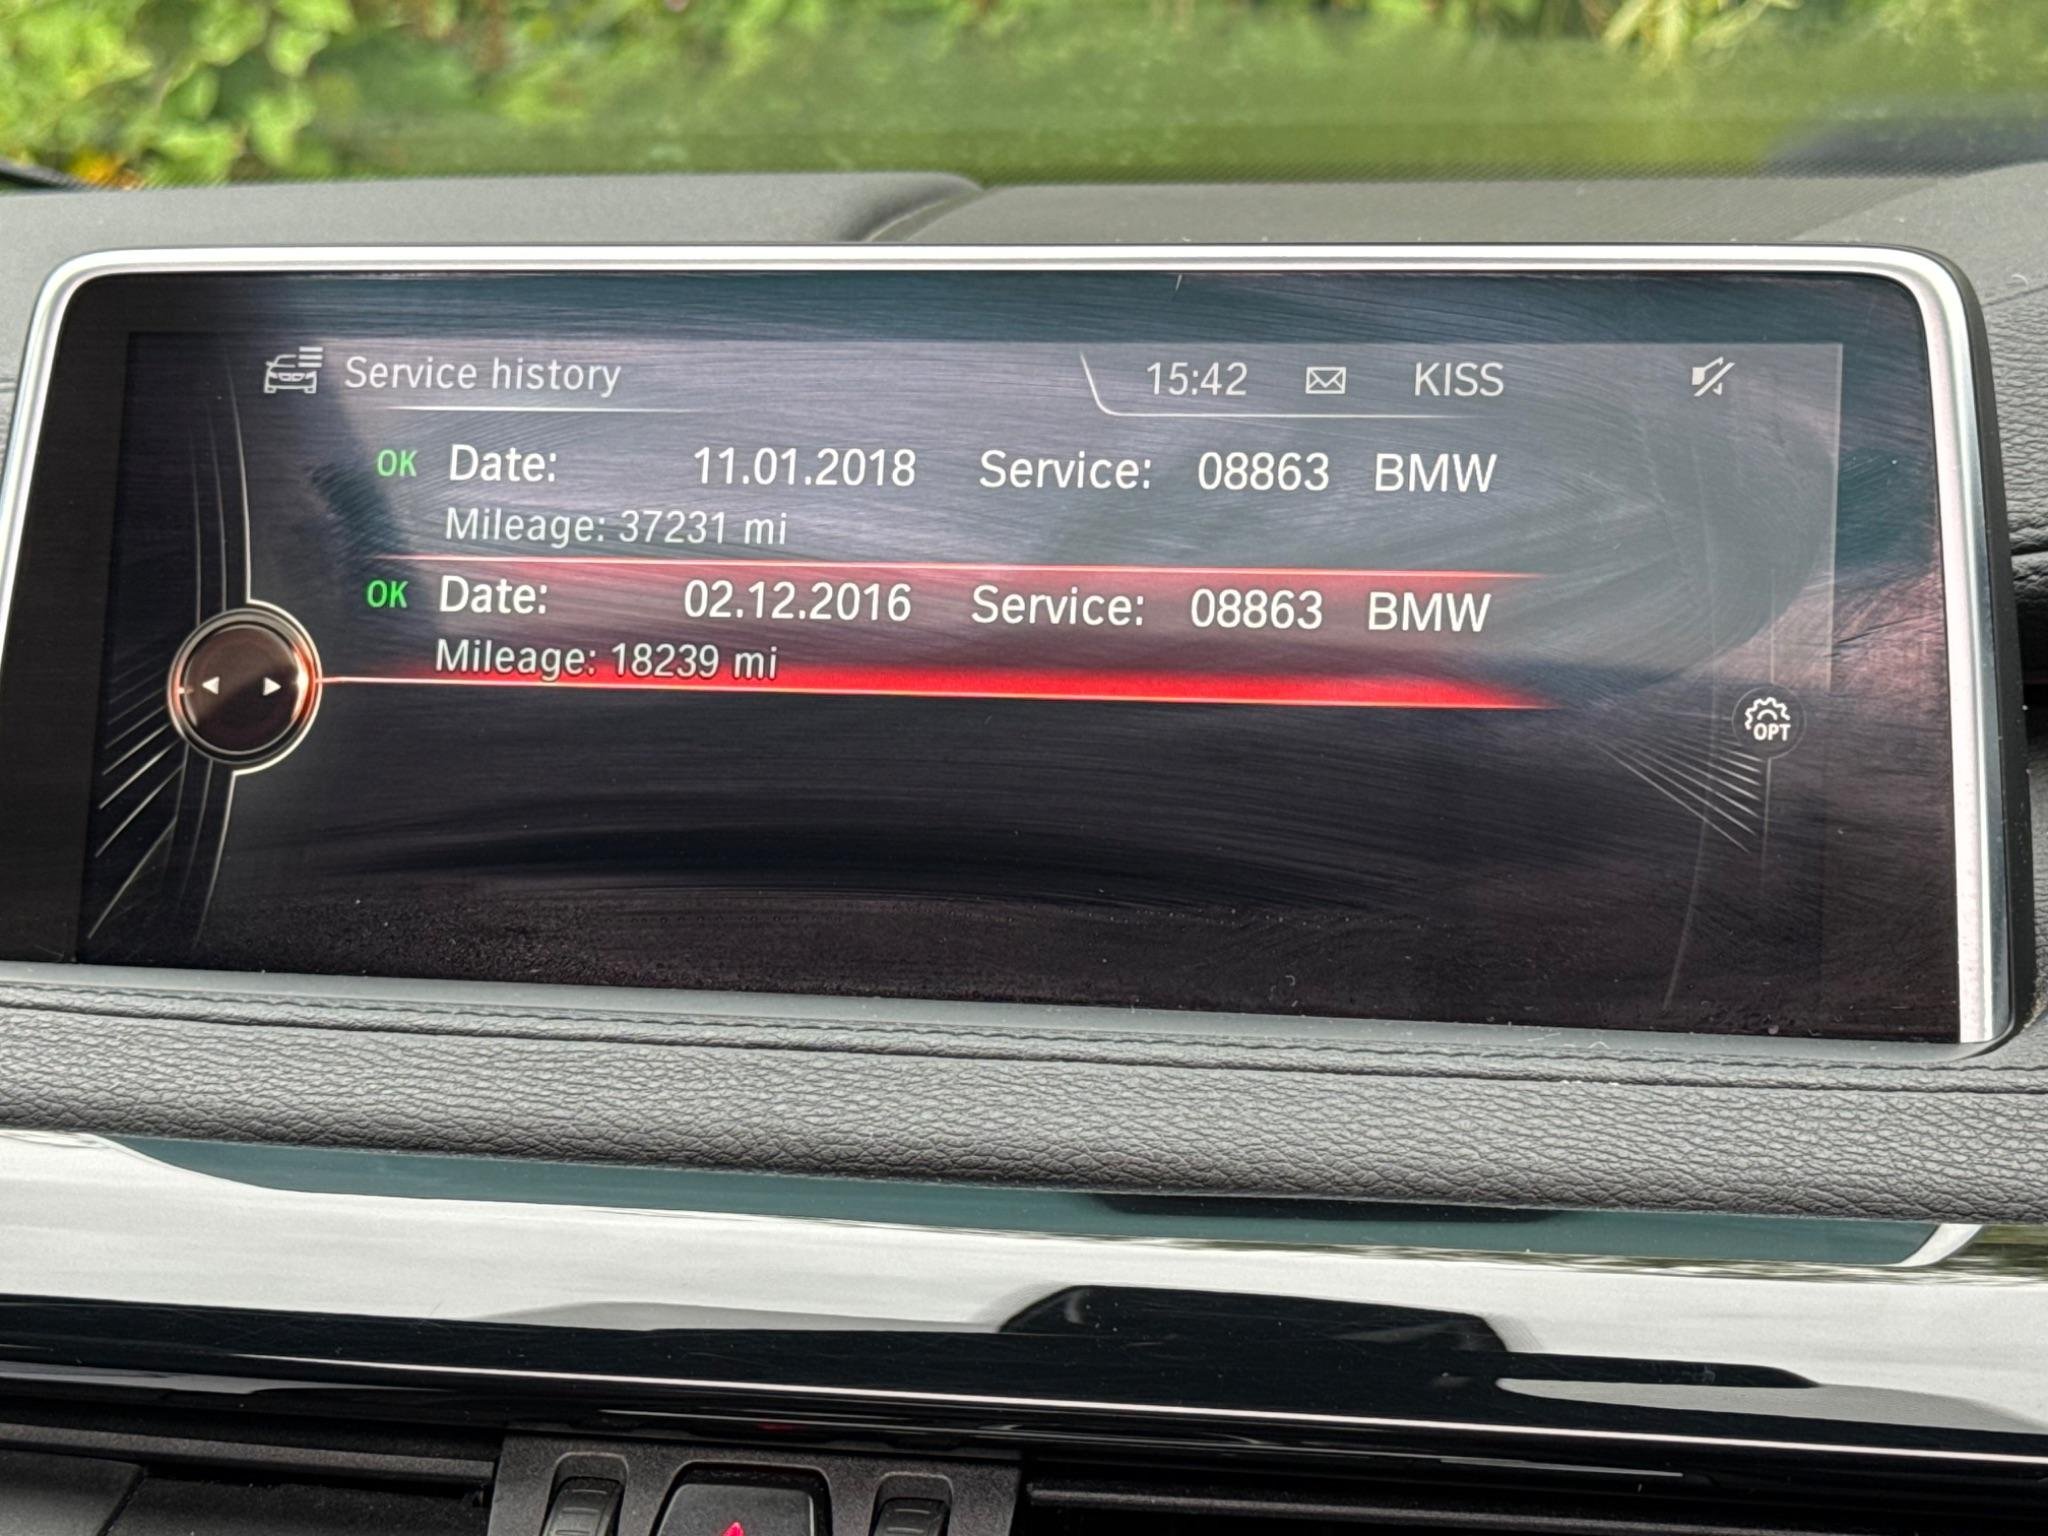 Service history 15:42 KISS
OK Date: 11.01.2018 Service: 08863 BMW
Mileage: 37231 mi
OK Date: 02.12.2016 Service: 08863 BMW
Mileage: 18239 mi
OPT